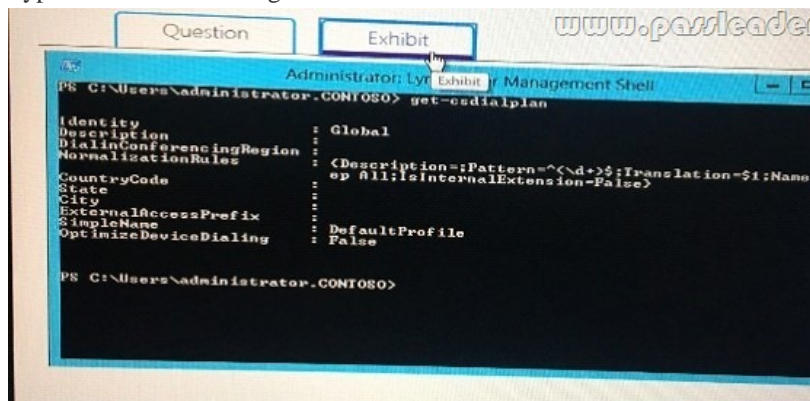 Question
Exhibit
www.passleader
Administrator: Lyn Exhibit r Management Shell
PS C:\Users\administrator.CONTOSO> get-csdialplan
Identity : Global
Description :
DialinConferencingRegion :
NormalizationRules : {Description=;Pattern=^(\d+)$;Translation=$1;Name
ep All;IsInternalExtension=False}
CountryCode :
State :
City :
ExternalAccessPrefix :
SimpleName : DefaultProfile
OptimizeDeviceDialing : False
PS C:\Users\administrator.CONTOSO>